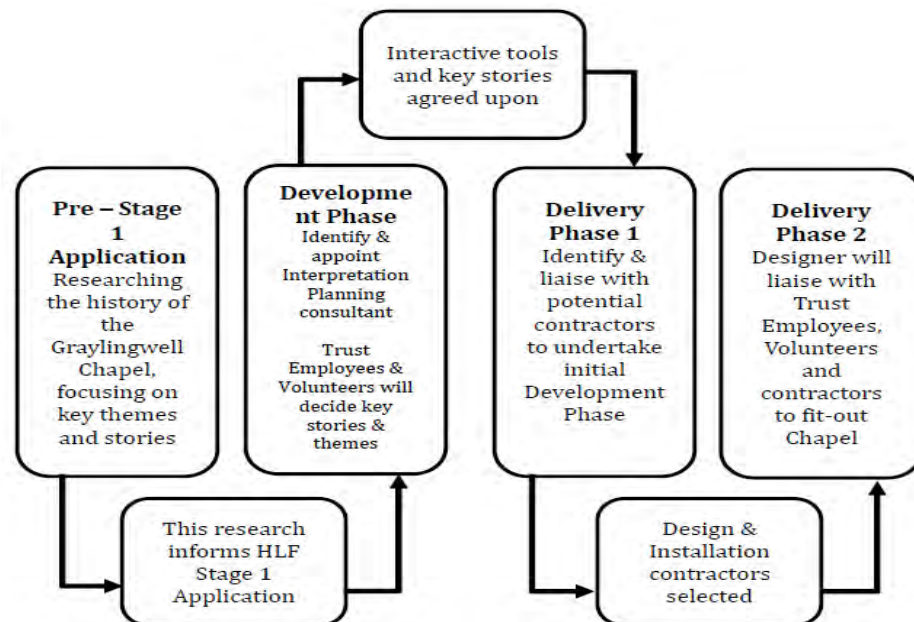 Interactive tools
and key stories
agreed upon
Pre – Stage
1
Application
Researching
the history of
the
Graylingwell
Chapel,
focusing on
key themes
and stories
This research
informs HLF
Stage 1
Application
Developme
nt Phase
Identify &
appoint
Interpretation
Planning
consultant
Trust
Employees &
Volunteers will
decide key
stories &
themes
Delivery
Phase 1
Identify &
liaise with
potential
contractors
to undertake
initial
Development
Phase
Design &
Installation
contractors
selected
Delivery
Phase 2
Designer will
liaise with
Trust
Employees,
Volunteers
and
contractors
to fit-out
Chapel